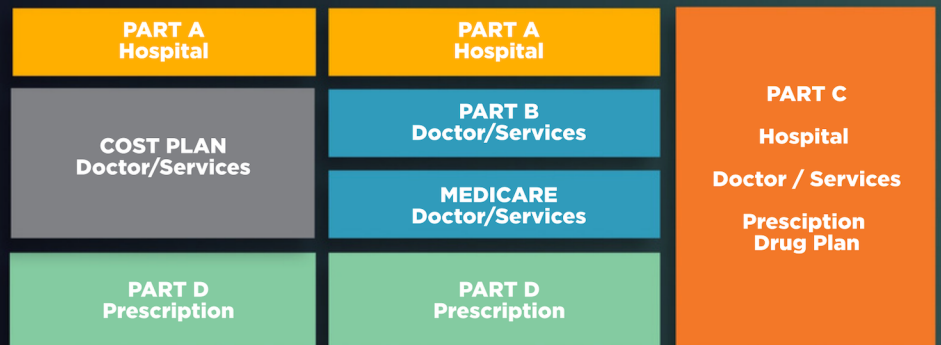 PART A
Hospital
COST PLAN
Doctor/Services
PART D
Prescription
PART A
Hospital
PART B
Doctor/Services
MEDICARE
Doctor/Services
PART D
Prescription
PART C
Hospital
Doctor / Services
Presciption
Drug Plan